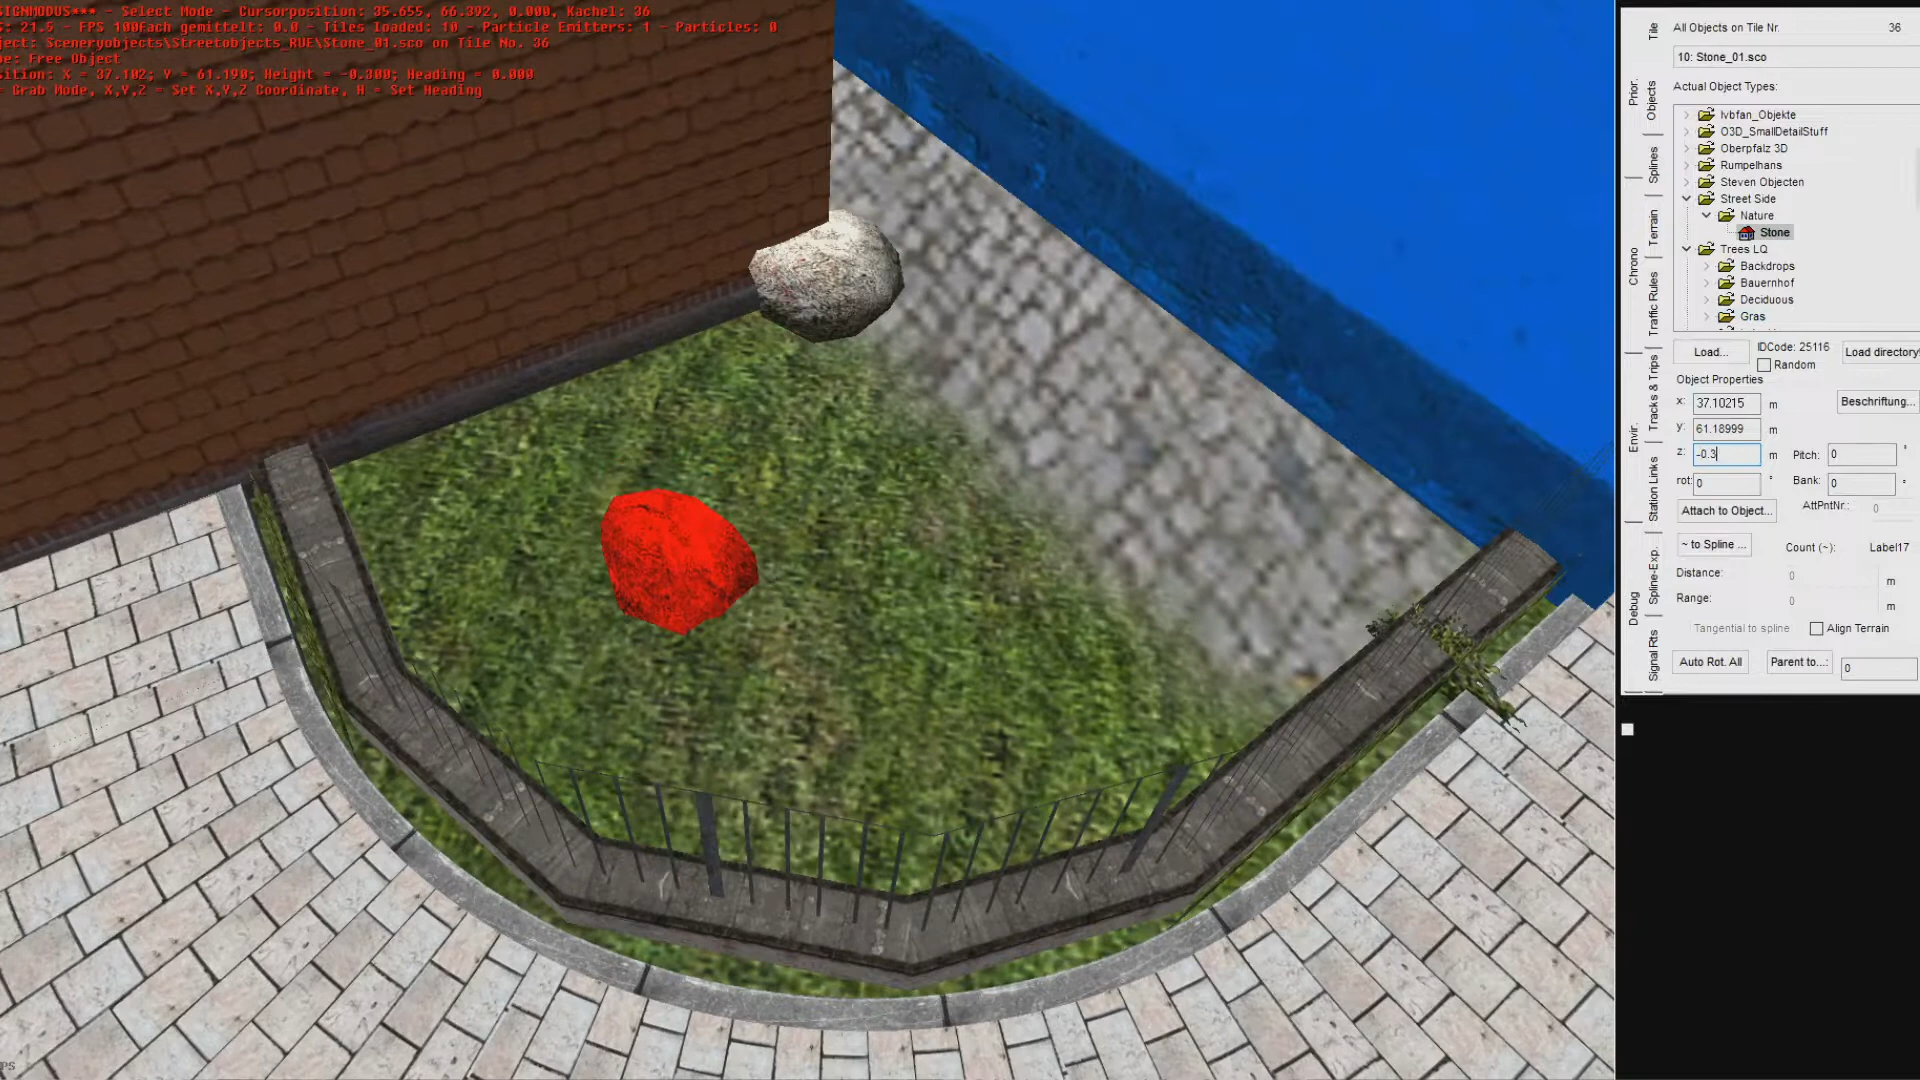 SIGNMODUS*** - Select Mode - Cursorposition: 35.655, 66.392, 0.000, Kachel: 36
S: 21.5 - FPS 100fach gemittelt: 0.0 - Tiles loaded: 10 - Particle Emitters: 1 - Particles: 0
ject: Sceneryobjects\Streetobjects_RUE\Stone_01.sco on Tile No. 36
pe: Free Object
sition: X = 37.102; Y = 61.190; Height = -0.300; Heading = 0.000
= Grab Mode, X,Y,Z = Set X,Y,Z Coordinate, H = Set Heading
All Objects on Tile Nr. 36
10: Stone_01.sco
Actual Object Types:
lvbfan_Objekte
O3D_SmallDetailStuff
Oberpfalz 3D
Rumpelhans
Steven Objecten
Street Side
Nature
Stone
Trees LQ
Backdrops
Bauernhof
Deciduous
Gras
Load...
IDCode: 25116
Load directory!
Random
Object Properties
x: 37.10215 m
Beschriftung...
y: 61.18999 m
z: -0.3 m
Pitch: 0 °
rot: 0 °
Bank: 0 °
Attach to Object...
AttPntNr.: 0
~ to Spline ...
Count (~): Label17
Distance: 0 m
Range: 0 m
Tangential to spline
Align Terrain
Auto Rot. All
Parent to...: 0
Tile
Objects
Splines
Terrain
Traffic Rules
Tracks & Trips
Station Links
Spline-Exp.
Signal Rts
Prior.
Chrono
Envir.
Debug
PS